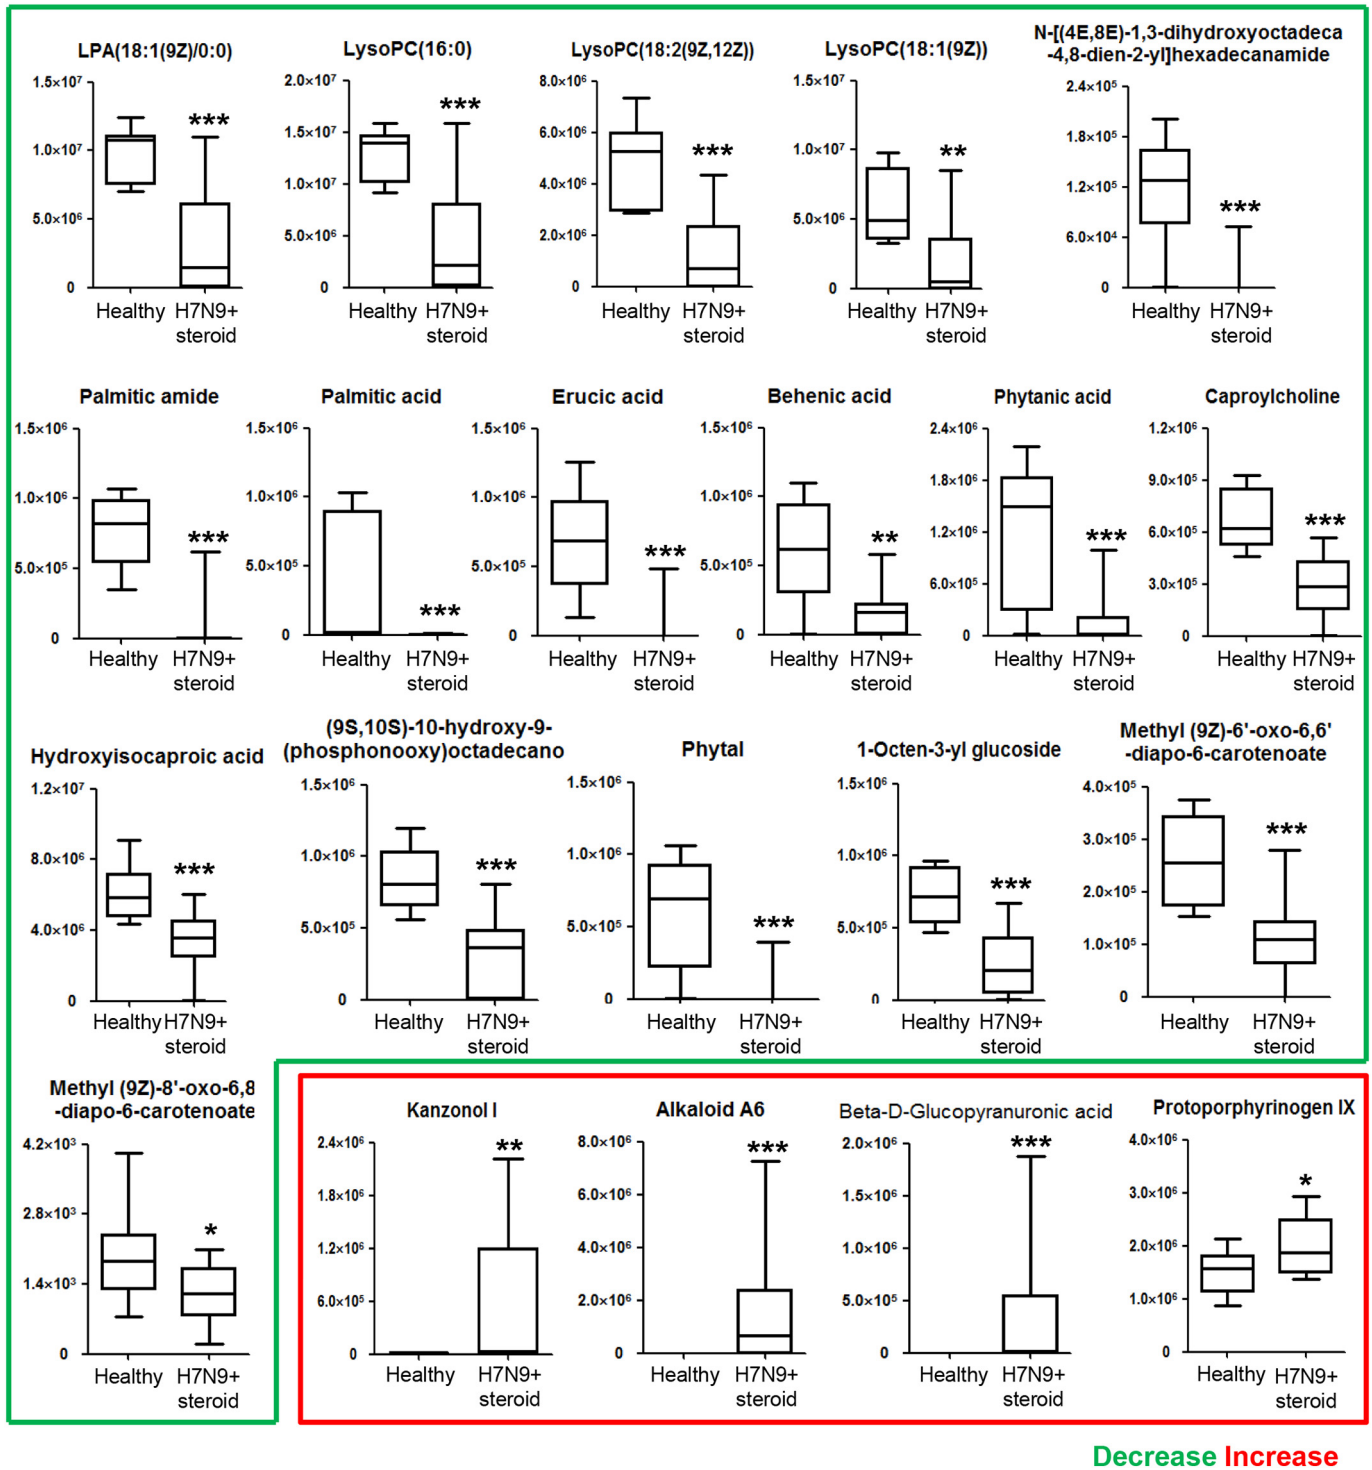 LPA(18:1(9Z)/0:0)
1.5×10⁷
1.0×10⁷
5.0×10⁶
0
***
Healthy H7N9+
steroid
LysoPC(16:0)
2.0×10⁷
1.5×10⁷
1.0×10⁷
5.0×10⁶
0
***
Healthy H7N9+
steroid
LysoPC(18:2(9Z,12Z))
8.0×10⁶
6.0×10⁶
4.0×10⁶
2.0×10⁶
0
***
Healthy H7N9+
steroid
LysoPC(18:1(9Z))
1.5×10⁷
1.0×10⁷
5.0×10⁶
0
**
Healthy H7N9+
steroid
N-[(4E,8E)-1,3-dihydroxyoctadeca
-4,8-dien-2-yl]hexadecanamide
2.4×10⁵
1.8×10⁵
1.2×10⁵
6.0×10⁴
0
***
Healthy H7N9+
steroid
Palmitic amide
1.5×10⁶
1.0×10⁶
5.0×10⁵
0
***
Healthy H7N9+
steroid
Palmitic acid
1.5×10⁶
1.0×10⁶
5.0×10⁵
0
***
Healthy H7N9+
steroid
Erucic acid
1.5×10⁶
1.0×10⁶
5.0×10⁵
0
***
Healthy H7N9+
steroid
Behenic acid
1.5×10⁶
1.0×10⁶
5.0×10⁵
0
**
Healthy H7N9+
steroid
Phytanic acid
2.4×10⁶
1.8×10⁶
1.2×10⁶
6.0×10⁵
0
***
Healthy H7N9+
steroid
Caproylcholine
1.2×10⁶
9.0×10⁵
6.0×10⁵
3.0×10⁵
0
***
Healthy H7N9+
steroid
Hydroxyisocaproic acid
1.2×10⁷
8.0×10⁶
4.0×10⁶
0
***
Healthy H7N9+
steroid
(9S,10S)-10-hydroxy-9-
(phosphonooxy)octadecano
1.5×10⁶
1.0×10⁶
5.0×10⁵
0
***
Healthy H7N9+
steroid
Phytal
1.5×10⁶
1.0×10⁶
5.0×10⁵
0
***
Healthy H7N9+
steroid
1-Octen-3-yl glucoside
1.5×10⁶
1.0×10⁶
5.0×10⁵
0
***
Healthy H7N9+
steroid
Methyl (9Z)-6'-oxo-6,6'
-diapo-6-carotenoate
4.0×10⁵
3.0×10⁵
2.0×10⁵
1.0×10⁵
0
***
Healthy H7N9+
steroid
Methyl (9Z)-8'-oxo-6,8
-diapo-6-carotenoate
4.2×10³
2.8×10³
1.4×10³
0
*
Healthy H7N9+
steroid
Kanzonol I
2.4×10⁶
1.8×10⁶
1.2×10⁶
6.0×10⁵
0
**
Healthy H7N9+
steroid
Alkaloid A6
8.0×10⁶
6.0×10⁶
4.0×10⁶
2.0×10⁶
0
***
Healthy H7N9+
steroid
Beta-D-Glucopyranuronic acid
2.0×10⁶
1.5×10⁶
1.0×10⁶
5.0×10⁵
0
***
Healthy H7N9+
steroid
Protoporphyrinogen IX
4.0×10⁶
3.0×10⁶
2.0×10⁶
1.0×10⁶
0
*
Healthy H7N9+
steroid
Decrease Increase